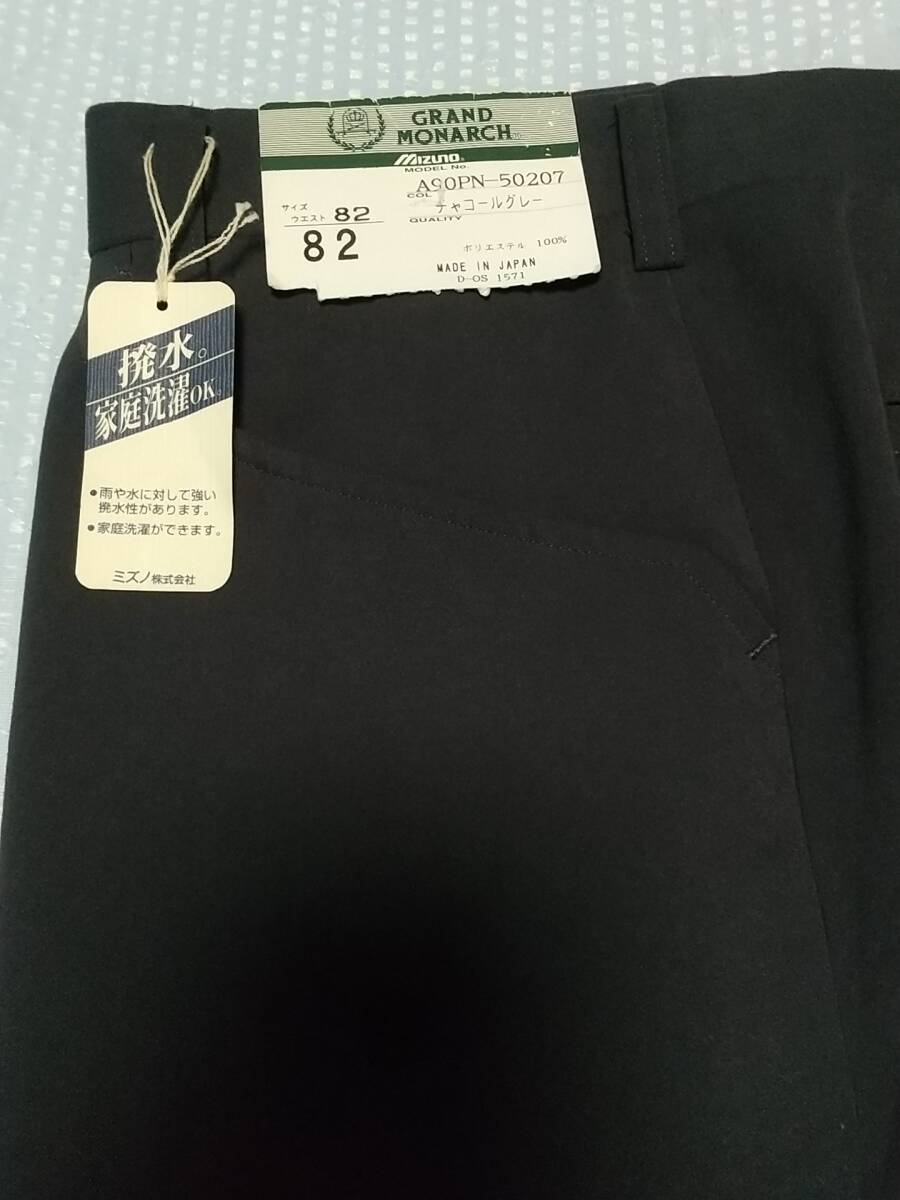 GRAND
MONARCH
MIZUNO®
MODEL No.
A90PN-50207
COL
チャコールグレー
サイズ
ウエスト 82
82
QUALITY
ポリエステル 100%
MADE IN JAPAN
D-OS 1571
撥水。
家庭洗濯OK。
●雨や水に対して強い
撥水性があります。
●家庭洗濯ができます。
ミズノ株式会社